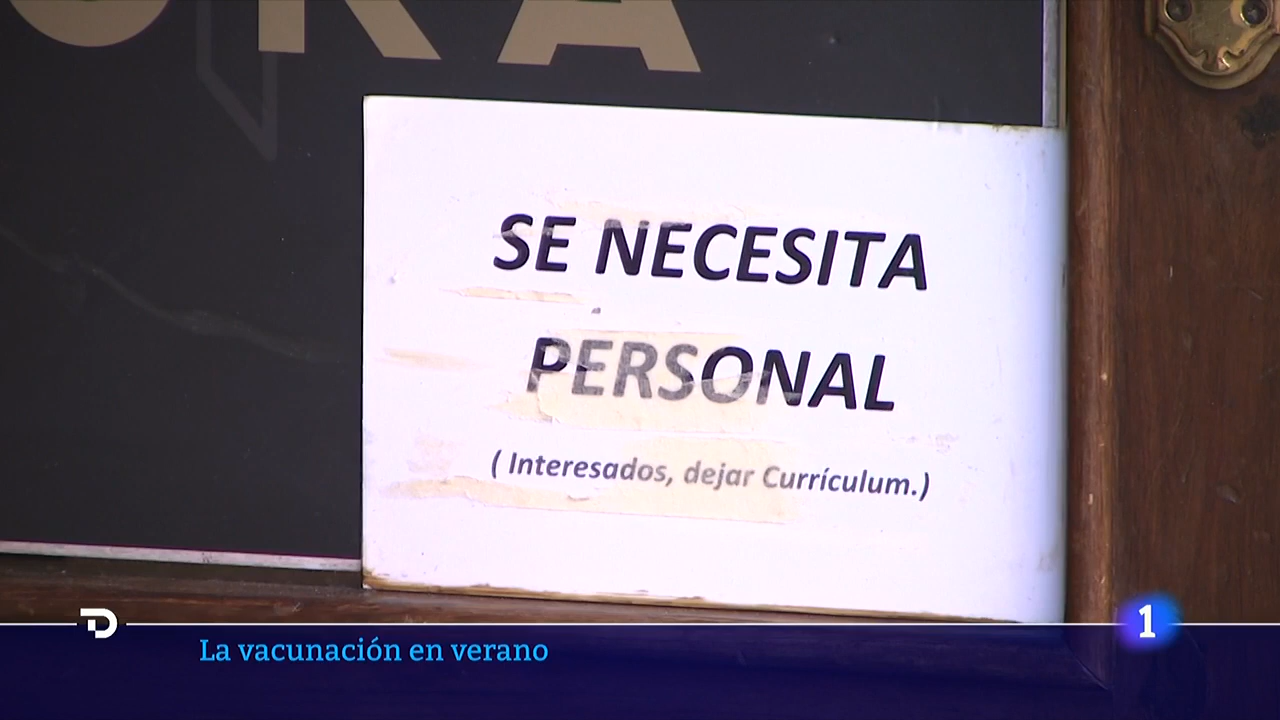 SE NECESITA
PERSONAL
( Interesados, dejar Currículum.)
La vacunación en verano
1